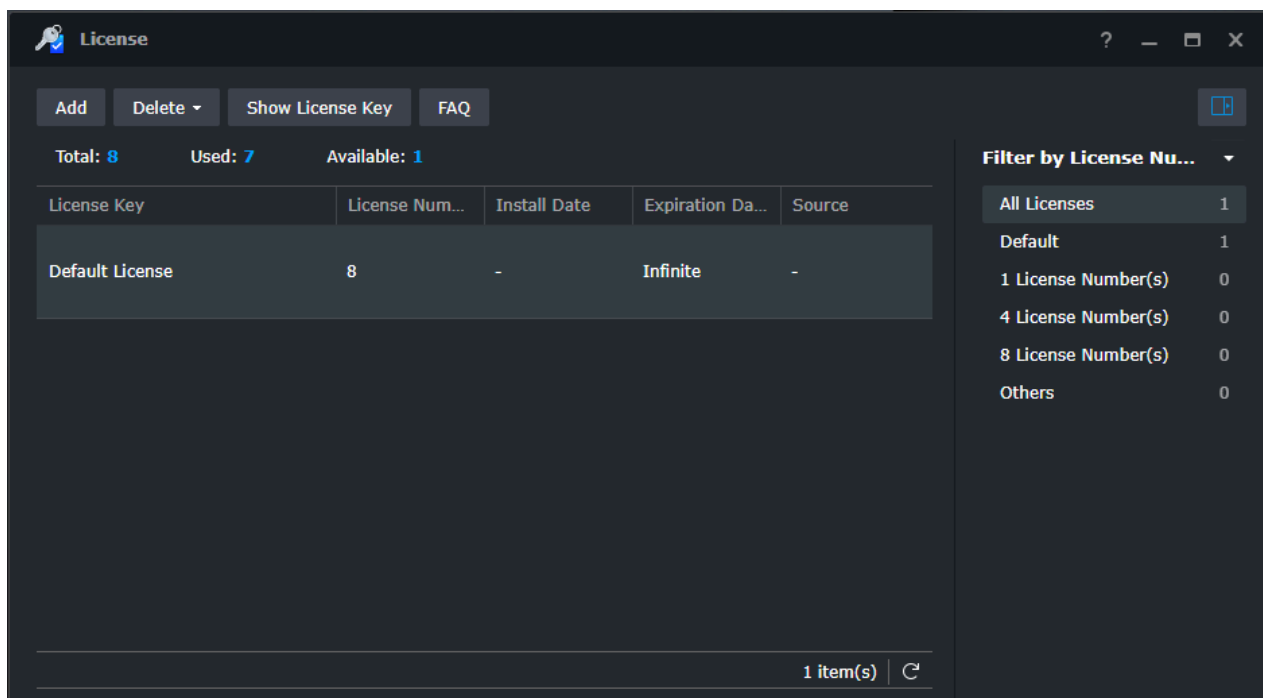 License
?
Add Delete Show License Key FAQ
Total: 8 Used: 7 Available: 1
License Key License Num... Install Date Expiration Da... Source
Default License 8 - Infinite -
1 item(s)
Filter by License Nu...
All Licenses 1
Default 1
1 License Number(s) 0
4 License Number(s) 0
8 License Number(s) 0
Others 0